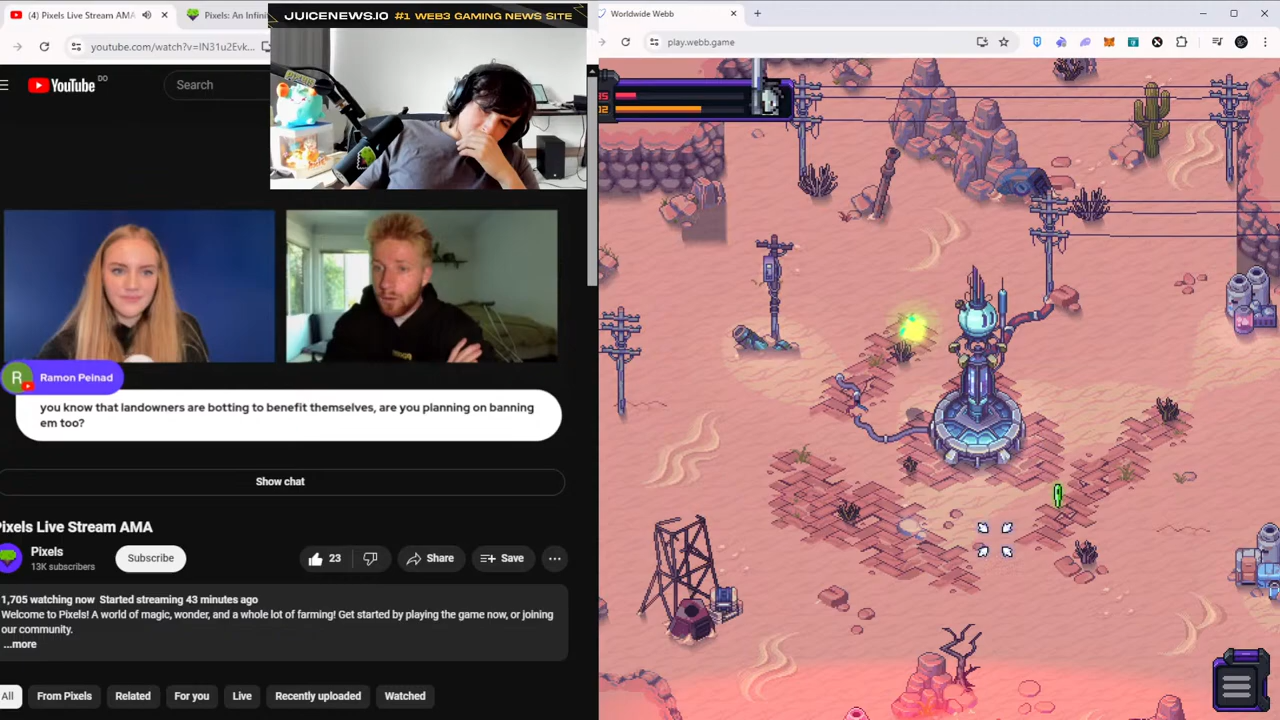 (4) Pixels Live Stream AMA
Pixels: An Infini
JUICENEWS.IO #1 WEB3 GAMING NEWS SITE
Worldwide Webb
youtube.com/watch?v=IN31u2Evk...
play.webb.game
YouTube DO
Search
R
Ramon Peinad
you know that landowners are botting to benefit themselves, are you planning on banning
em too?
Show chat
Pixels Live Stream AMA
Pixels
13K subscribers
Subscribe
23
Share
Save
1,705 watching now Started streaming 43 minutes ago
Welcome to Pixels! A world of magic, wonder, and a whole lot of farming! Get started by playing the game now, or joining
our community.
...more
All
From Pixels
Related
For you
Live
Recently uploaded
Watched